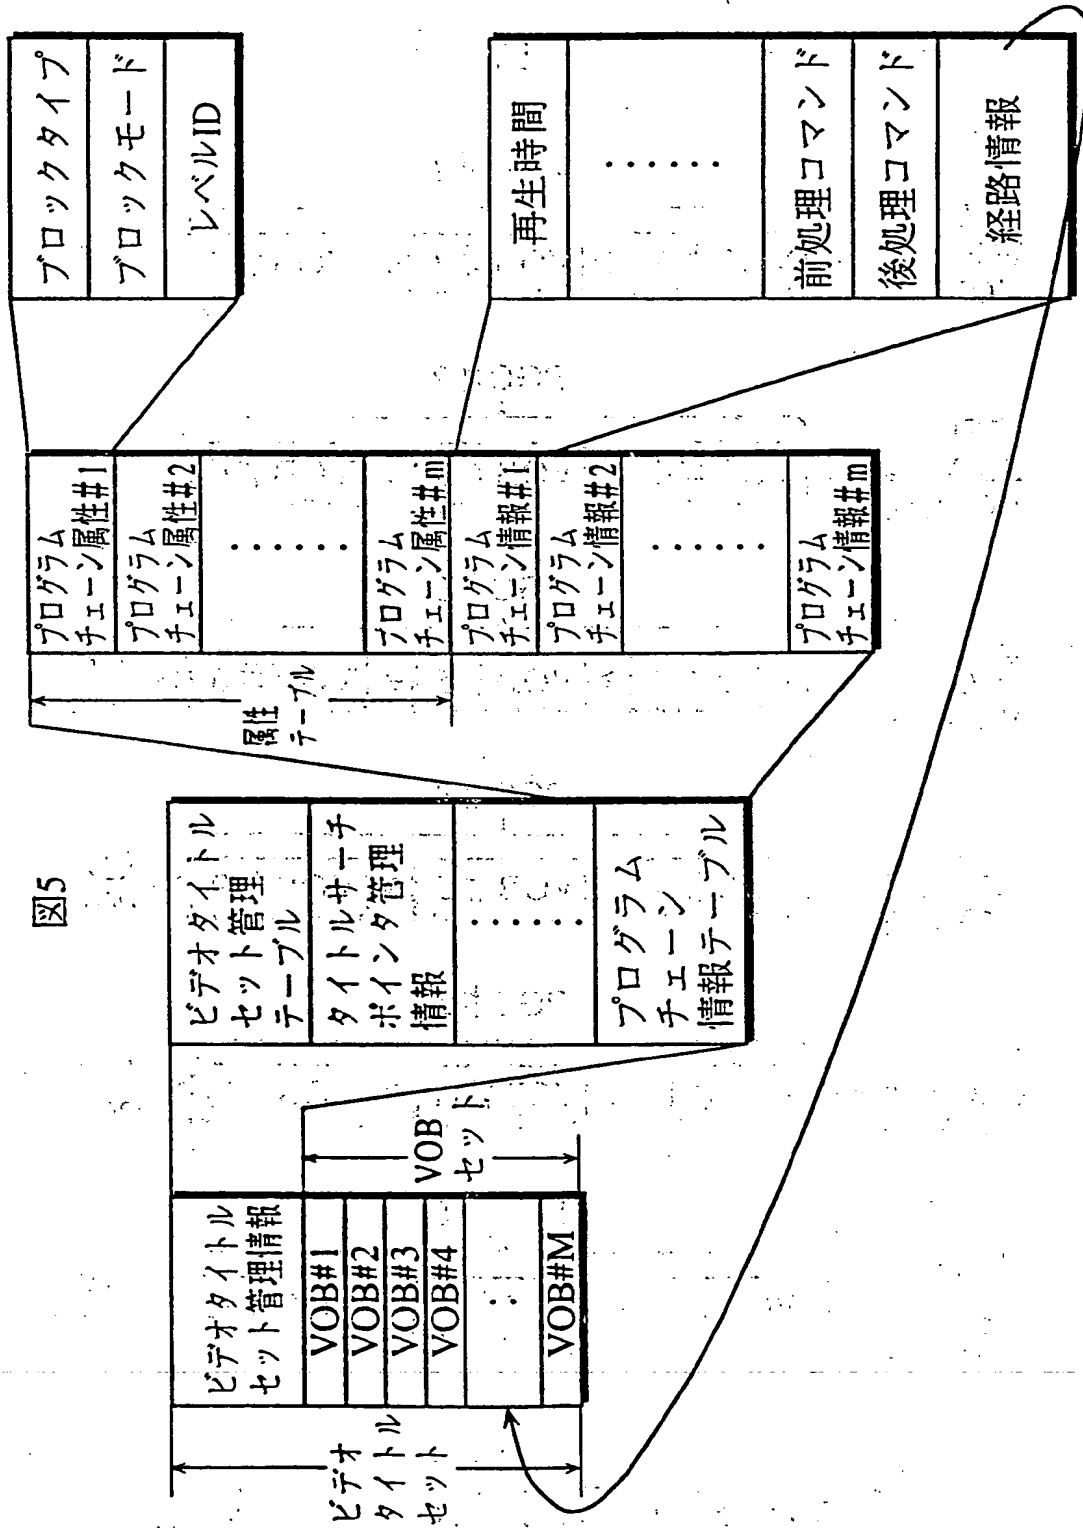 図5
ビデオ
タイトル
セット
ビデオタイトル
セット管理情報
VOB#1
VOB#2
VOB#3
VOB#4
:
VOB#M
VOB
セット
ビデオタイトル
セット管理
テーブル
タイトルサーチ
ポインタ管理
情報
......
プログラム
チェーン
情報テーブル
属性
テーブル
プログラム
チェーン属性#1
プログラム
チェーン属性#2
......
プログラム
チェーン属性#m
プログラム
チェーン情報#1
プログラム
チェーン情報#2
......
プログラム
チェーン情報#m
ブロックタイプ
ブロックモード
レベルID
再生時間
......
前処理コマンド
後処理コマンド
経路情報